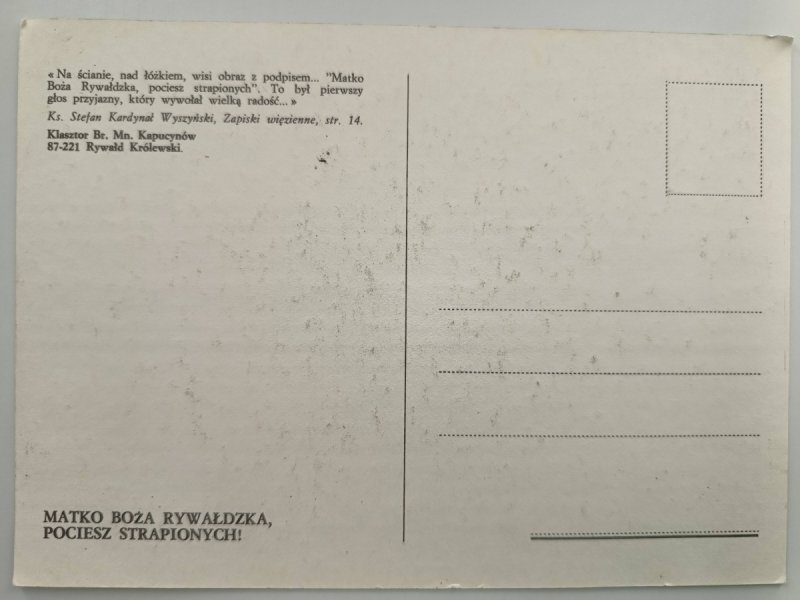 « Na ścianie, nad łóżkiem, wisi obraz z podpisem... "Matko
Boża Rywałdzka, pociesz strapionych". To był pierwszy
głos przyjazny, który wywołał wielką radość... »
Ks. Stefan Kardynał Wyszyński, Zapiski więzienne, str. 14.
Klasztor Br. Mn. Kapucynów
87-221 Rywałd Królewski.
MATKO BOŻA RYWAŁDZKA,
POCIESZ STRAPIONYCH!